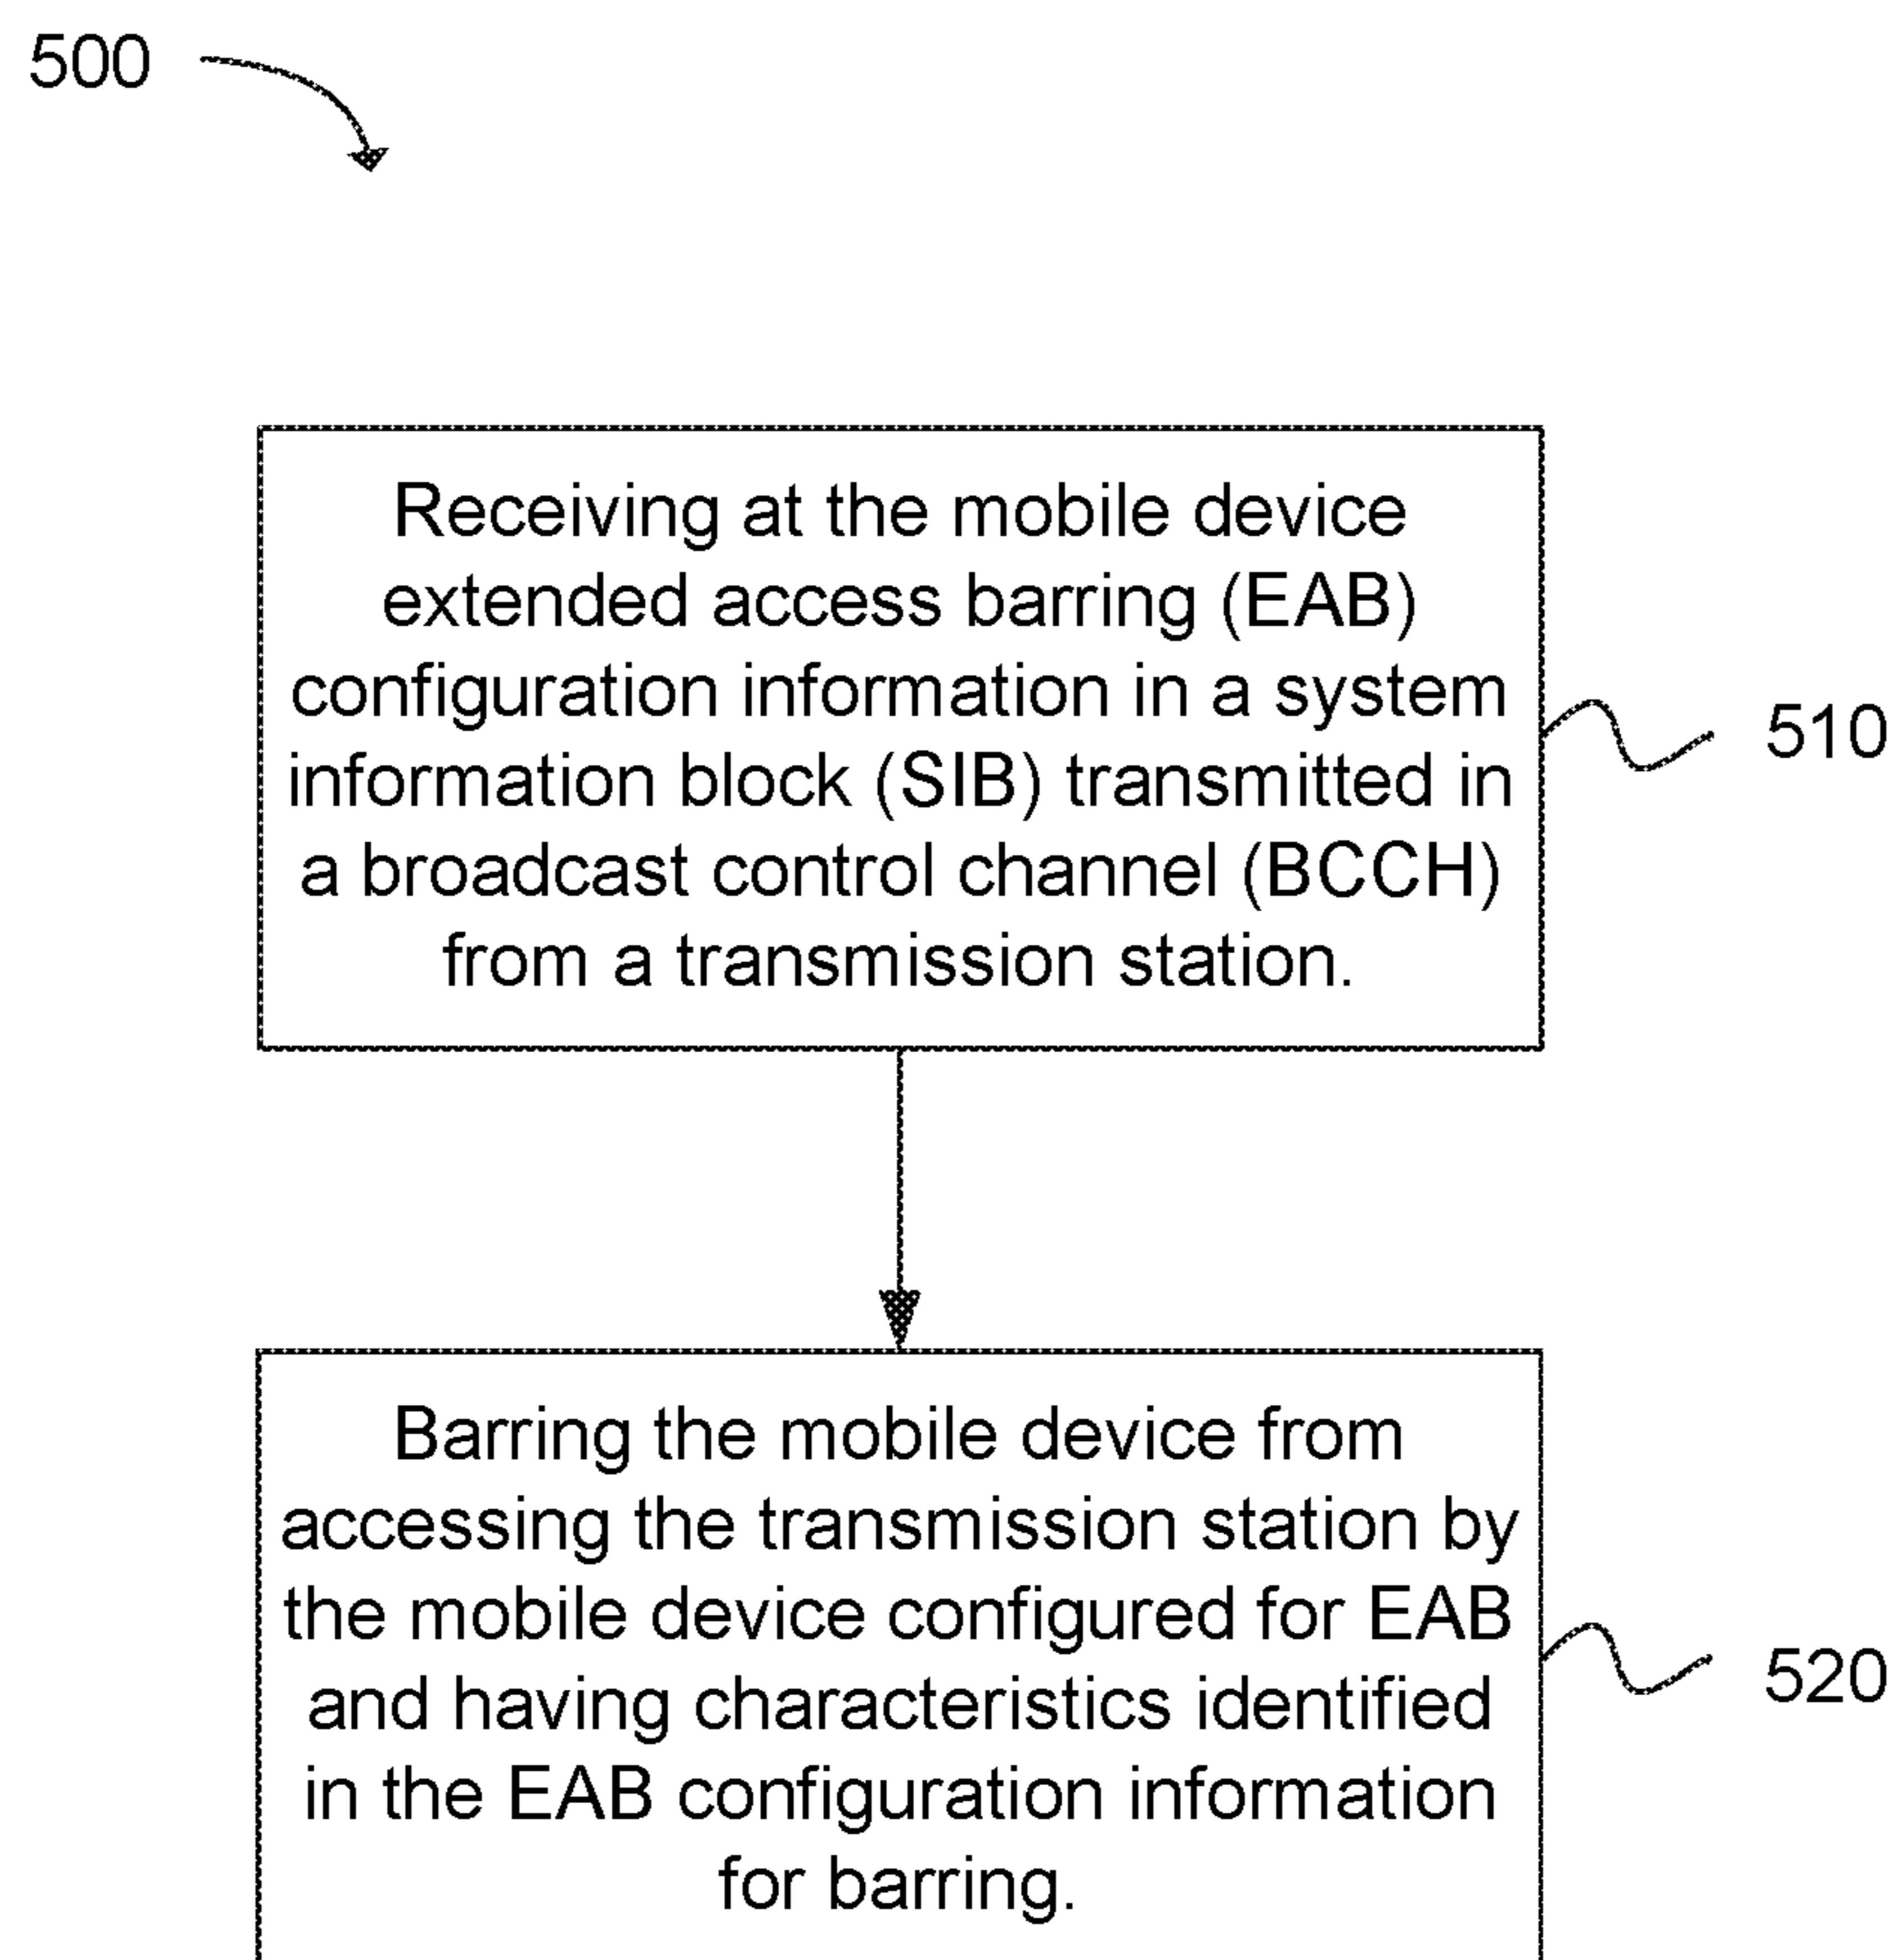 500
Receiving at the mobile device
extended access barring (EAB)
configuration information in a system
information block (SIB) transmitted in
a broadcast control channel (BCCH)
from a transmission station.
510
Barring the mobile device from
accessing the transmission station by
the mobile device configured for EAB
and having characteristics identified
in the EAB configuration information
for barring.
520